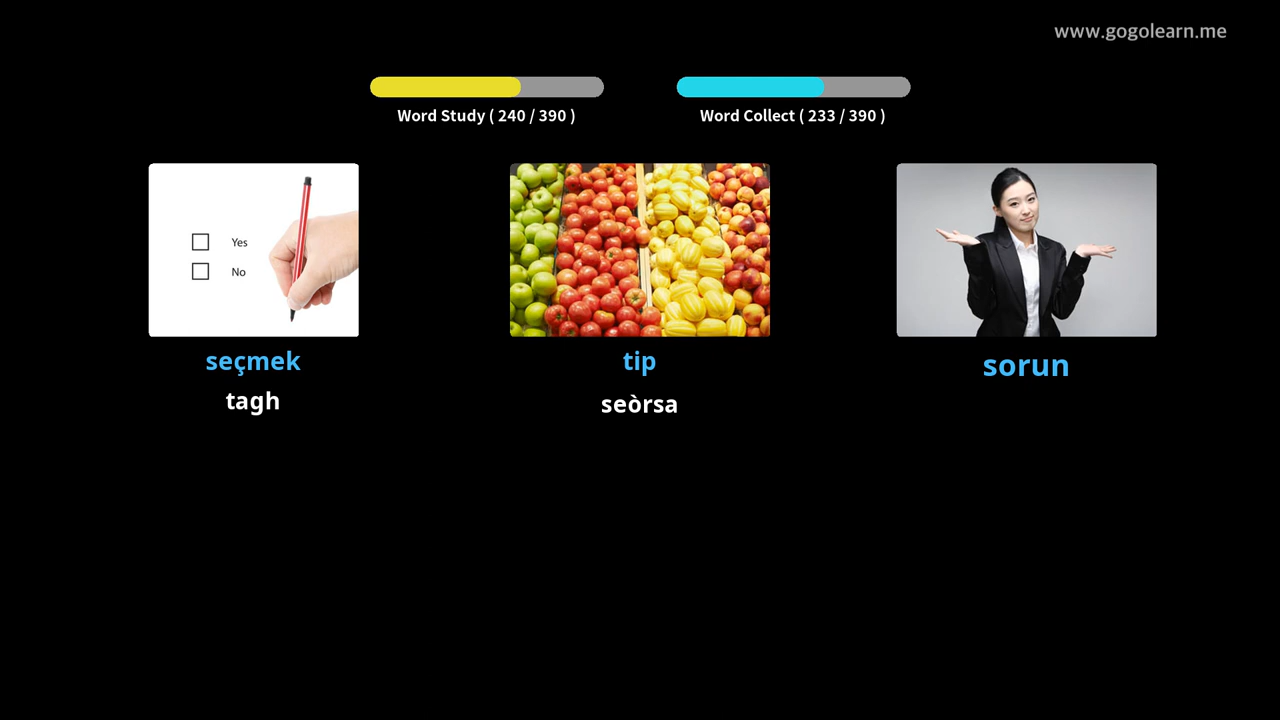 www.gogolearn.me
Word Study ( 240 / 390 )
Word Collect ( 233 / 390 )
Yes
No
seçmek
tagh
tip
seòrsa
sorun